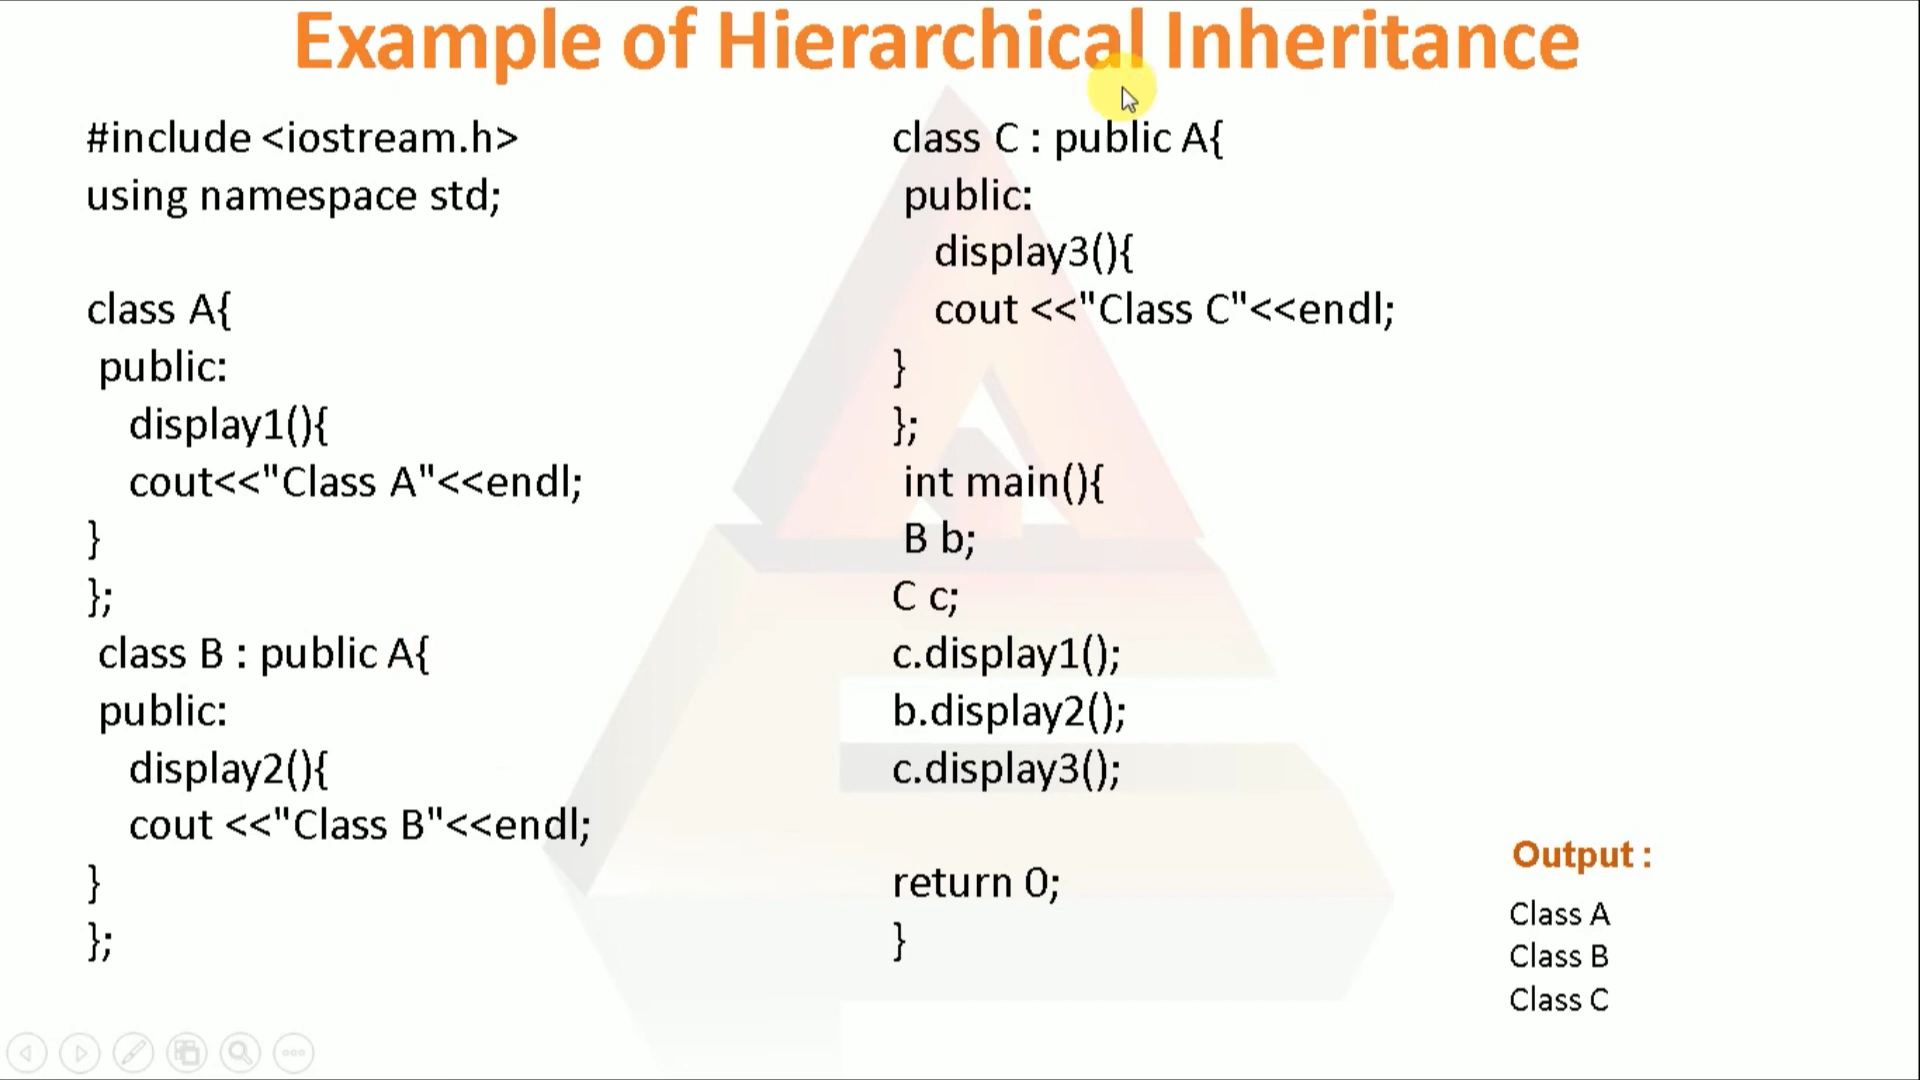 Example of Hierarchical Inheritance
#include <iostream.h>
using namespace std;
class A{
public:
display1(){
cout<<"Class A"<<endl;
}
};
class B : public A{
public:
display2(){
cout <<"Class B"<<endl;
}
};
class C : public A{
public:
display3(){
cout <<"Class C"<<endl;
}
};
int main(){
B b;
C c;
c.display1();
b.display2();
c.display3();
return 0;
}
Output :
Class A
Class B
Class C